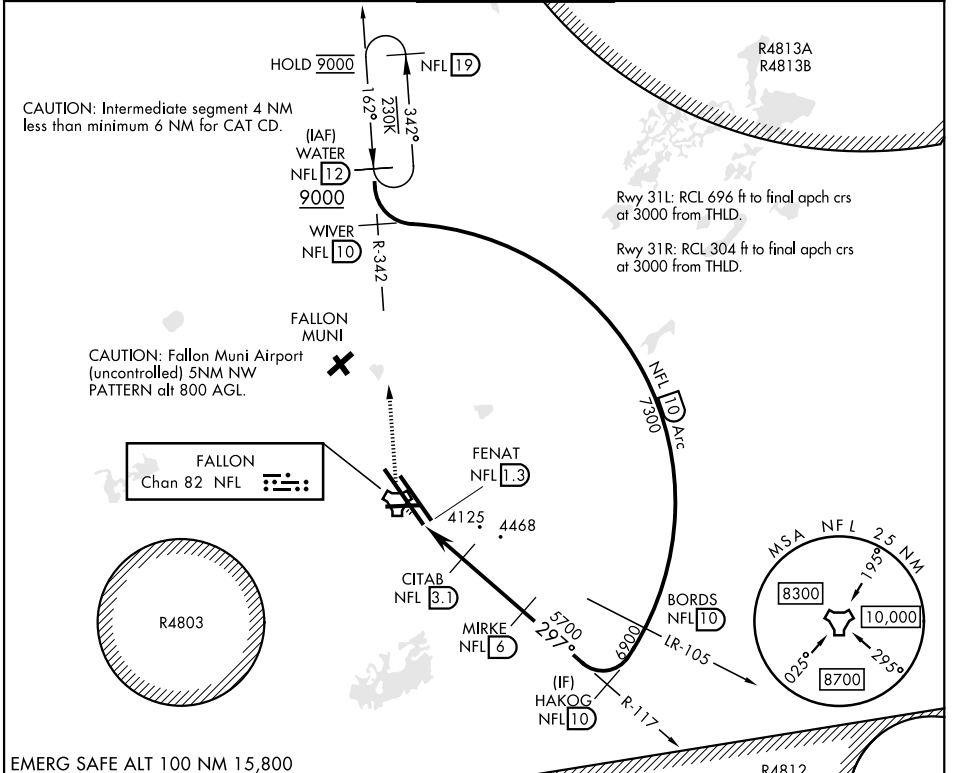 R4813A
R4813B
HOLD 9000
NFL 19
162°
230K
342°
CAUTION: Intermediate segment 4 NM
less than minimum 6 NM for CAT CD.
(IAF)
WATER
NFL 12
9000
Rwy 31L: RCL 696 ft to final apch crs
at 3000 from THLD.
Rwy 31R: RCL 304 ft to final apch crs
at 3000 from THLD.
WIVER
NFL 10
R-342
FALLON
MUNI
CAUTION: Fallon Muni Airport
(uncontrolled) 5NM NW
PATTERN alt 800 AGL.
NFL 10 Arc
7300
FALLON
Chan 82 NFL
FENAT
NFL 1.3
4125
4468
MSA NFL 25 NM
195°
8300
10,000
025°
295°
8700
CITAB
NFL 3.1
R4803
BORDS
NFL 10
MIRKE
NFL 6
5700
297°
6900
LR-105
(IF)
HAKOG
NFL 10
R-117
EMERG SAFE ALT 100 NM 15,800
R4812